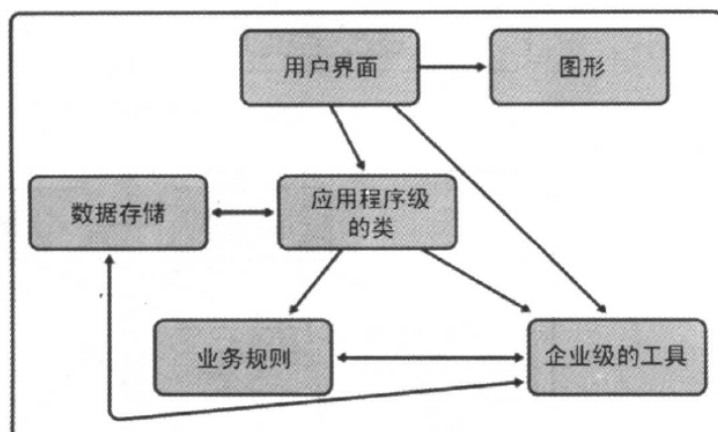 用户界面
图形
数据存储
应用程序级
的类
业务规则
企业级的工具